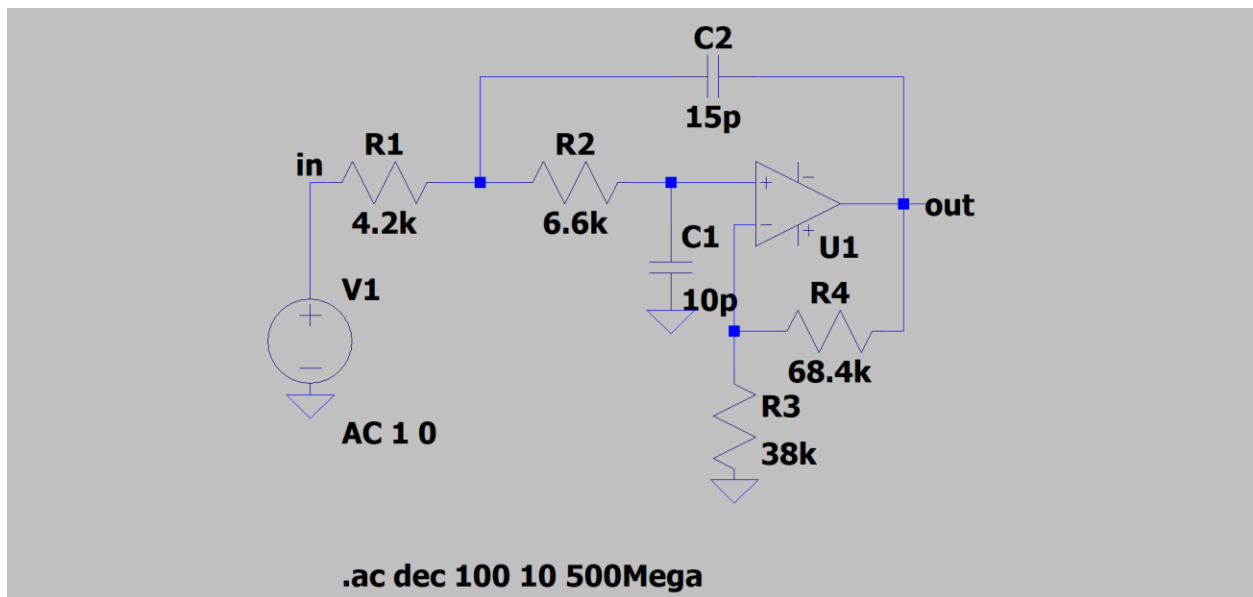 C2
15p
R1
R2
in
4.2k
6.6k
+
−
out
C1
−
+
U1
V1
10p
R4
+
−
68.4k
R3
AC 1 0
38k
.ac dec 100 10 500Mega